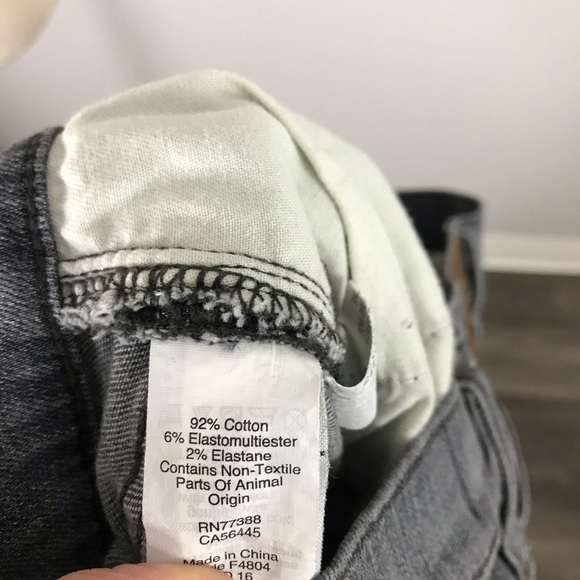 92% Cotton
6% Elastomultiester
2% Elastane
Contains Non-Textile
Parts Of Animal
Origin
RN77388
CA56445
Made in China
F4804
16